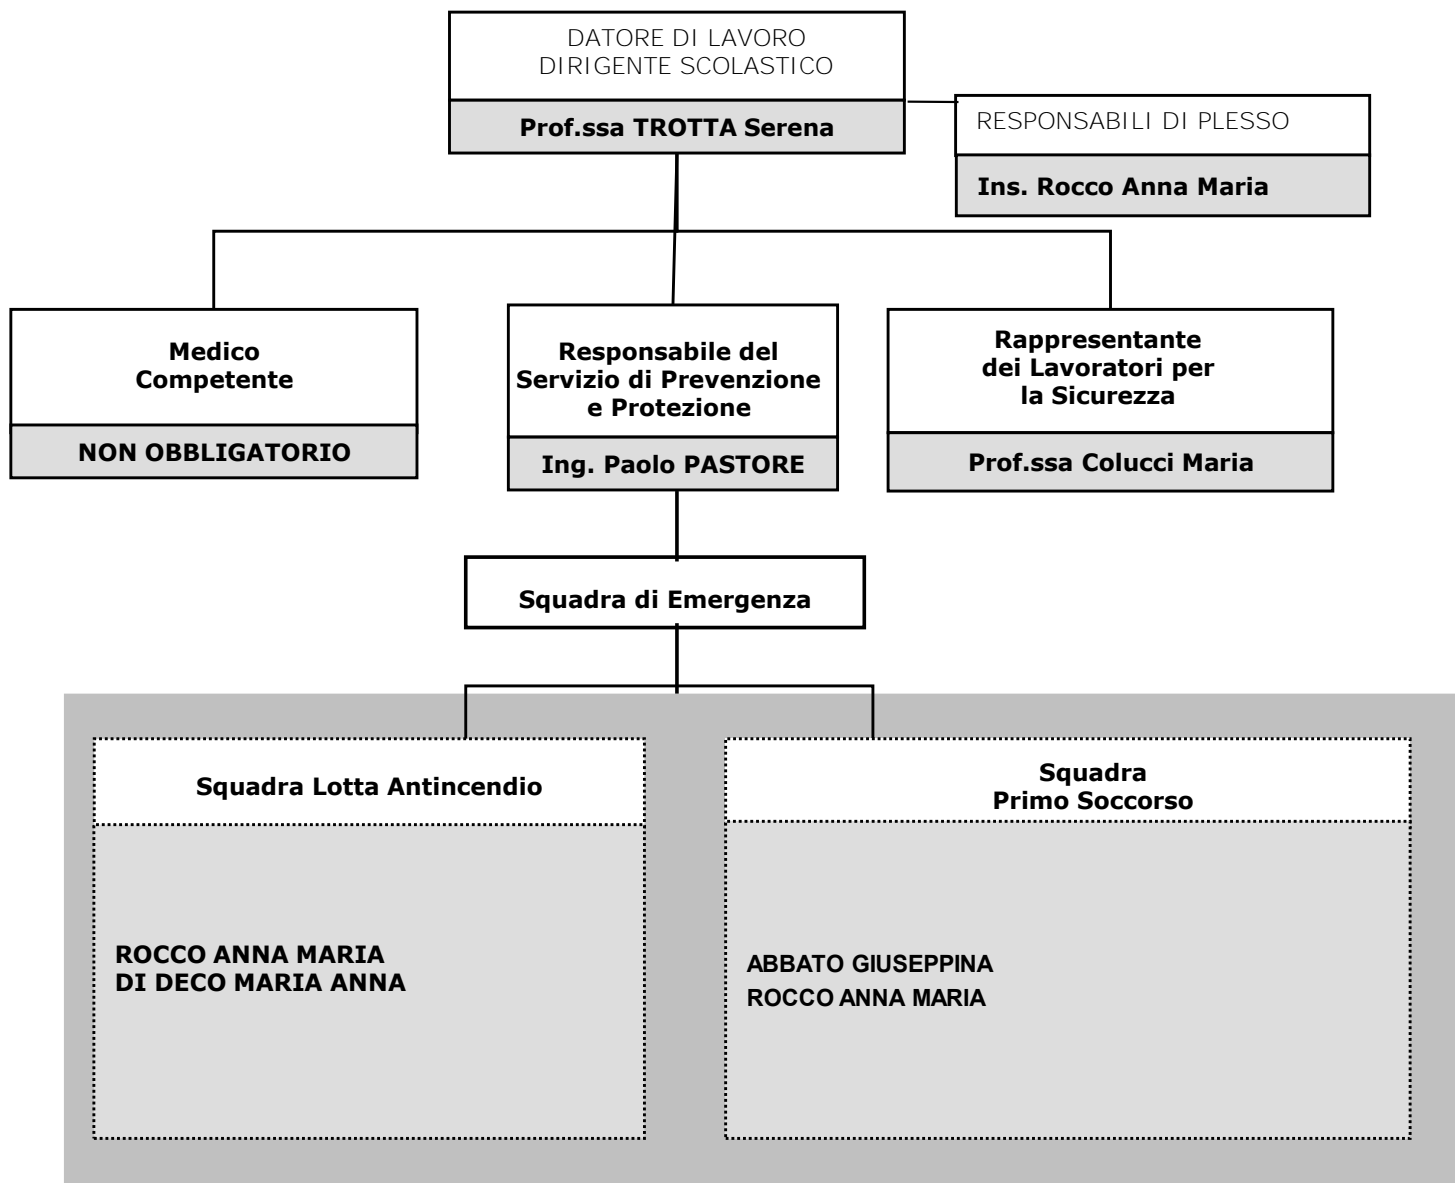 DATORE DI LAVORO
DIRIGENTE SCOLASTICO
Prof.ssa TROTTA Serena
RESPONSABILI DI PLESSO
Ins. Rocco Anna Maria
Medico
Competente
NON OBBLIGATORIO
Responsabile del
Servizio di Prevenzione
e Protezione
Ing. Paolo PASTORE
Rappresentante
dei Lavoratori per
la Sicurezza
Prof.ssa Colucci Maria
Squadra di Emergenza
Squadra Lotta Antincendio
ROCCO ANNA MARIA
DI DECO MARIA ANNA
Squadra
Primo Soccorso
ABBATO GIUSEPPINA
ROCCO ANNA MARIA